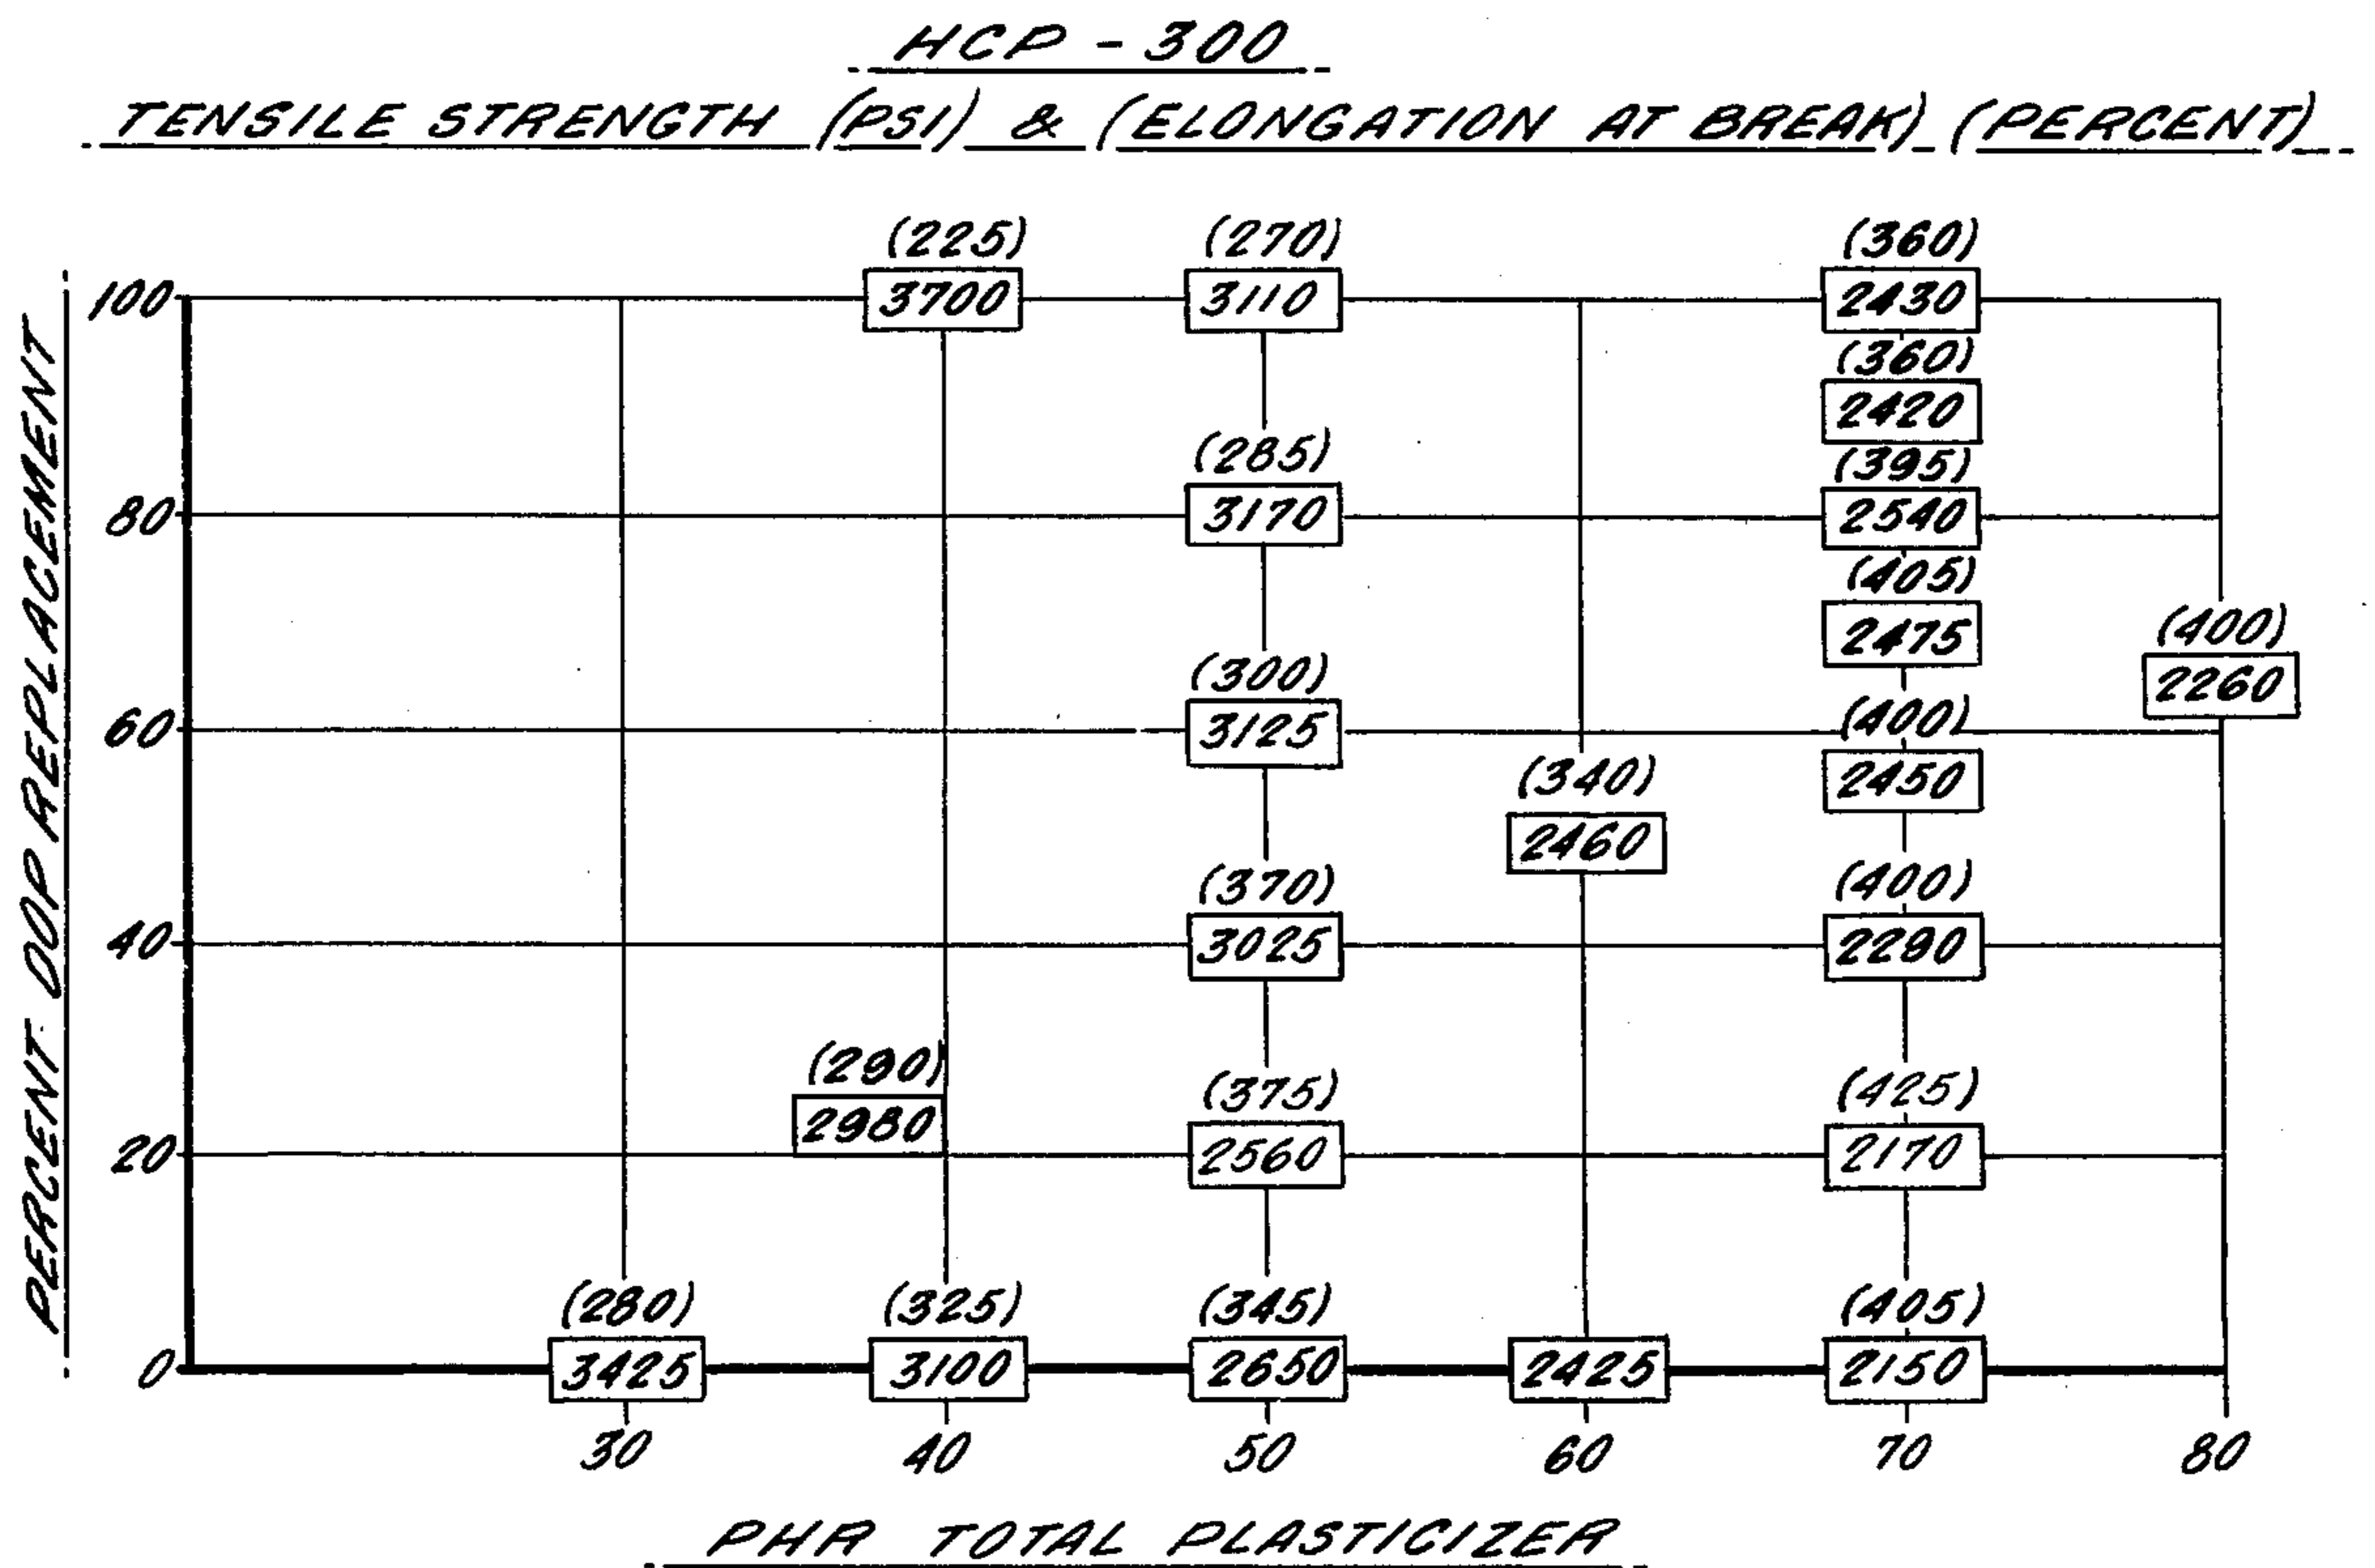 HCP - 300
TENSILE STRENGTH (PSI) & (ELONGATION AT BREAK) (PERCENT)
PERCENT DOP REPLACEMENT
(225) (270) (360)
100 3700 3110 2430
(360)
2420
(285) (395)
80 3170 2540
(405)
2475
(400)
2260
(300) (400)
60 3125
2450
(340)
2460
(370) (400)
40 3025 2290
(290)
2980
(375) (425)
20 2560 2170
(280) (325) (345) (405)
0 3425 3100 2650 2425 2150
30 40 50 60 70 80
PHR TOTAL PLASTICIZER